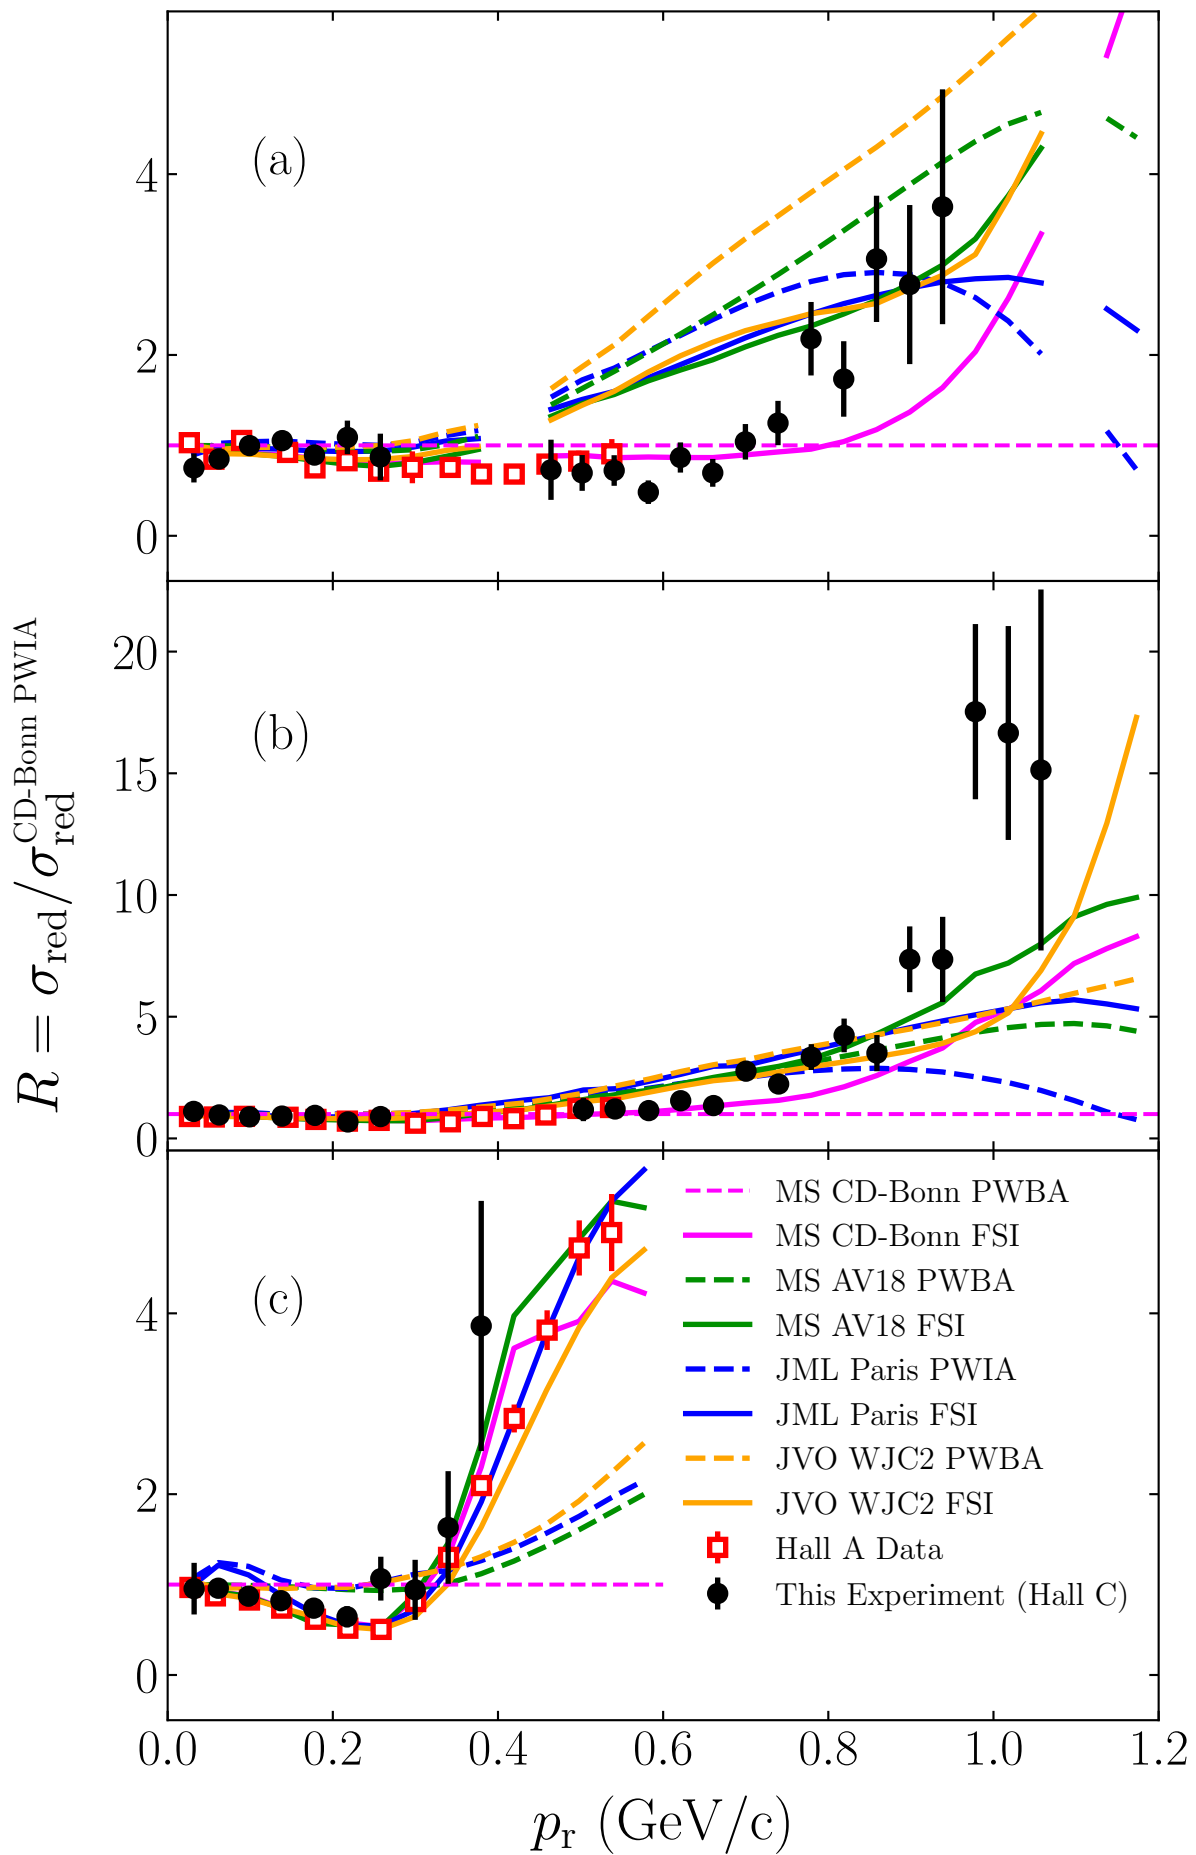 (a)
4
2
0
(b)
20
15
10
5
0
R = σred/σred^CD-Bonn PWIA
(c)
4
2
0
MS CD-Bonn PWBA
MS CD-Bonn FSI
MS AV18 PWBA
MS AV18 FSI
JML Paris PWIA
JML Paris FSI
JVO WJC2 PWBA
JVO WJC2 FSI
Hall A Data
This Experiment (Hall C)
0.0 0.2 0.4 0.6 0.8 1.0 1.2
pr (GeV/c)